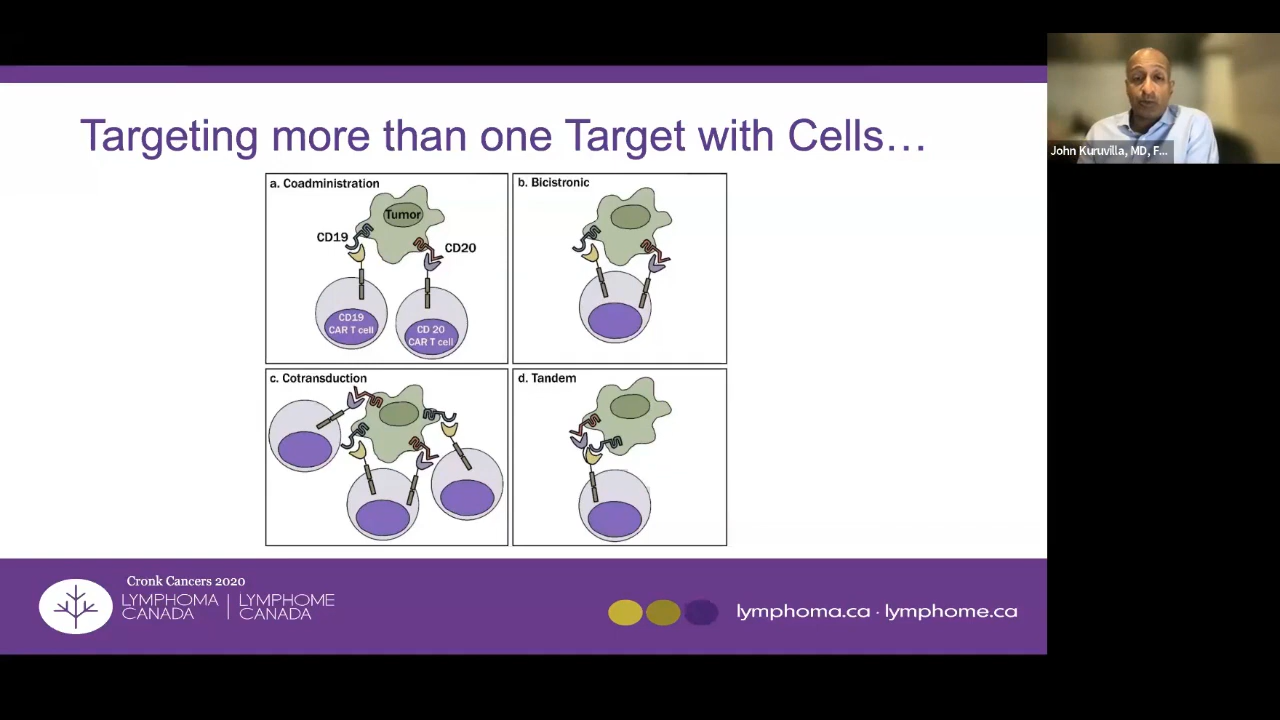 Targeting more than one Target with Cells…
a. Coadministration
Tumor
CD19
CD20
CD19
CAR T cell
CD 20
CAR T cell
b. Bicistronic
c. Cotransduction
d. Tandem
Cronk Cancers 2020
LYMPHOMA | LYMPHOME
CANADA | CANADA
lymphoma.ca · lymphome.ca
John Kuruvilla, MD, F...